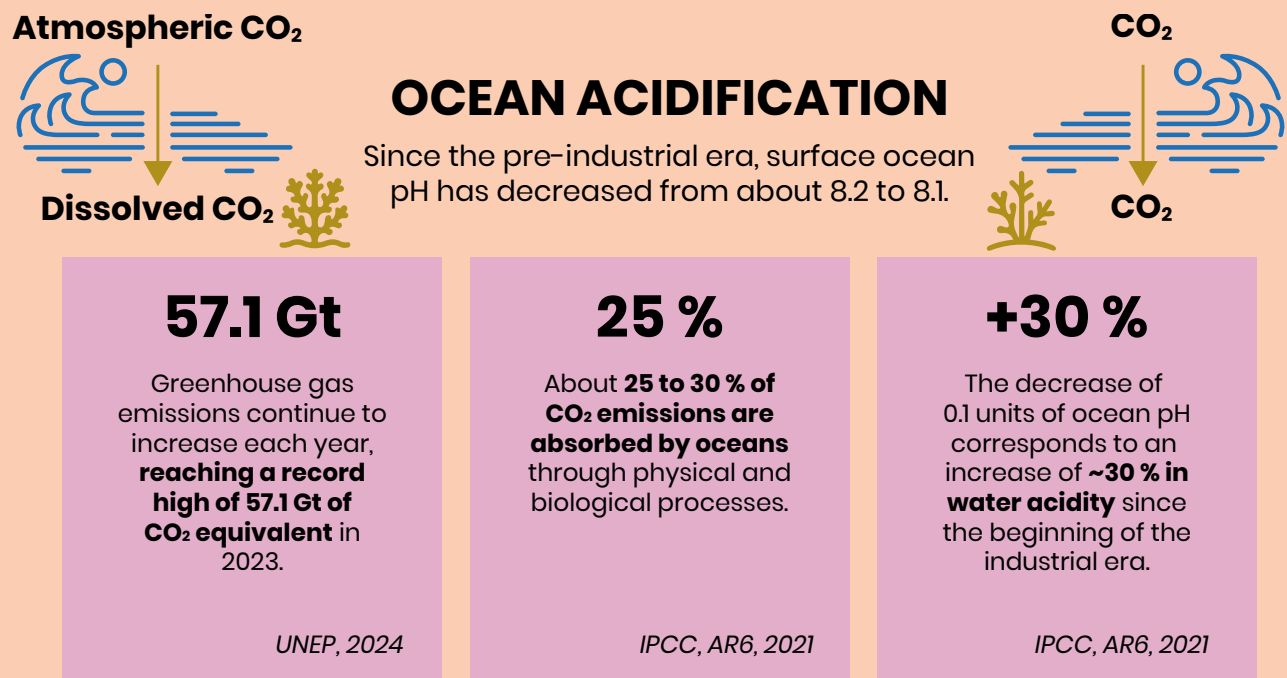 Atmospheric CO₂
CO₂
OCEAN ACIDIFICATION
Since the pre-industrial era, surface ocean
pH has decreased from about 8.2 to 8.1.
Dissolved CO₂
CO₂
57.1 Gt
Greenhouse gas
emissions continue to
increase each year,
reaching a record
high of 57.1 Gt of
CO₂ equivalent in
2023.
UNEP, 2024
25 %
About 25 to 30 % of
CO₂ emissions are
absorbed by oceans
through physical and
biological processes.
IPCC, AR6, 2021
+30 %
The decrease of
0.1 units of ocean pH
corresponds to an
increase of ~30 % in
water acidity since
the beginning of the
industrial era.
IPCC, AR6, 2021